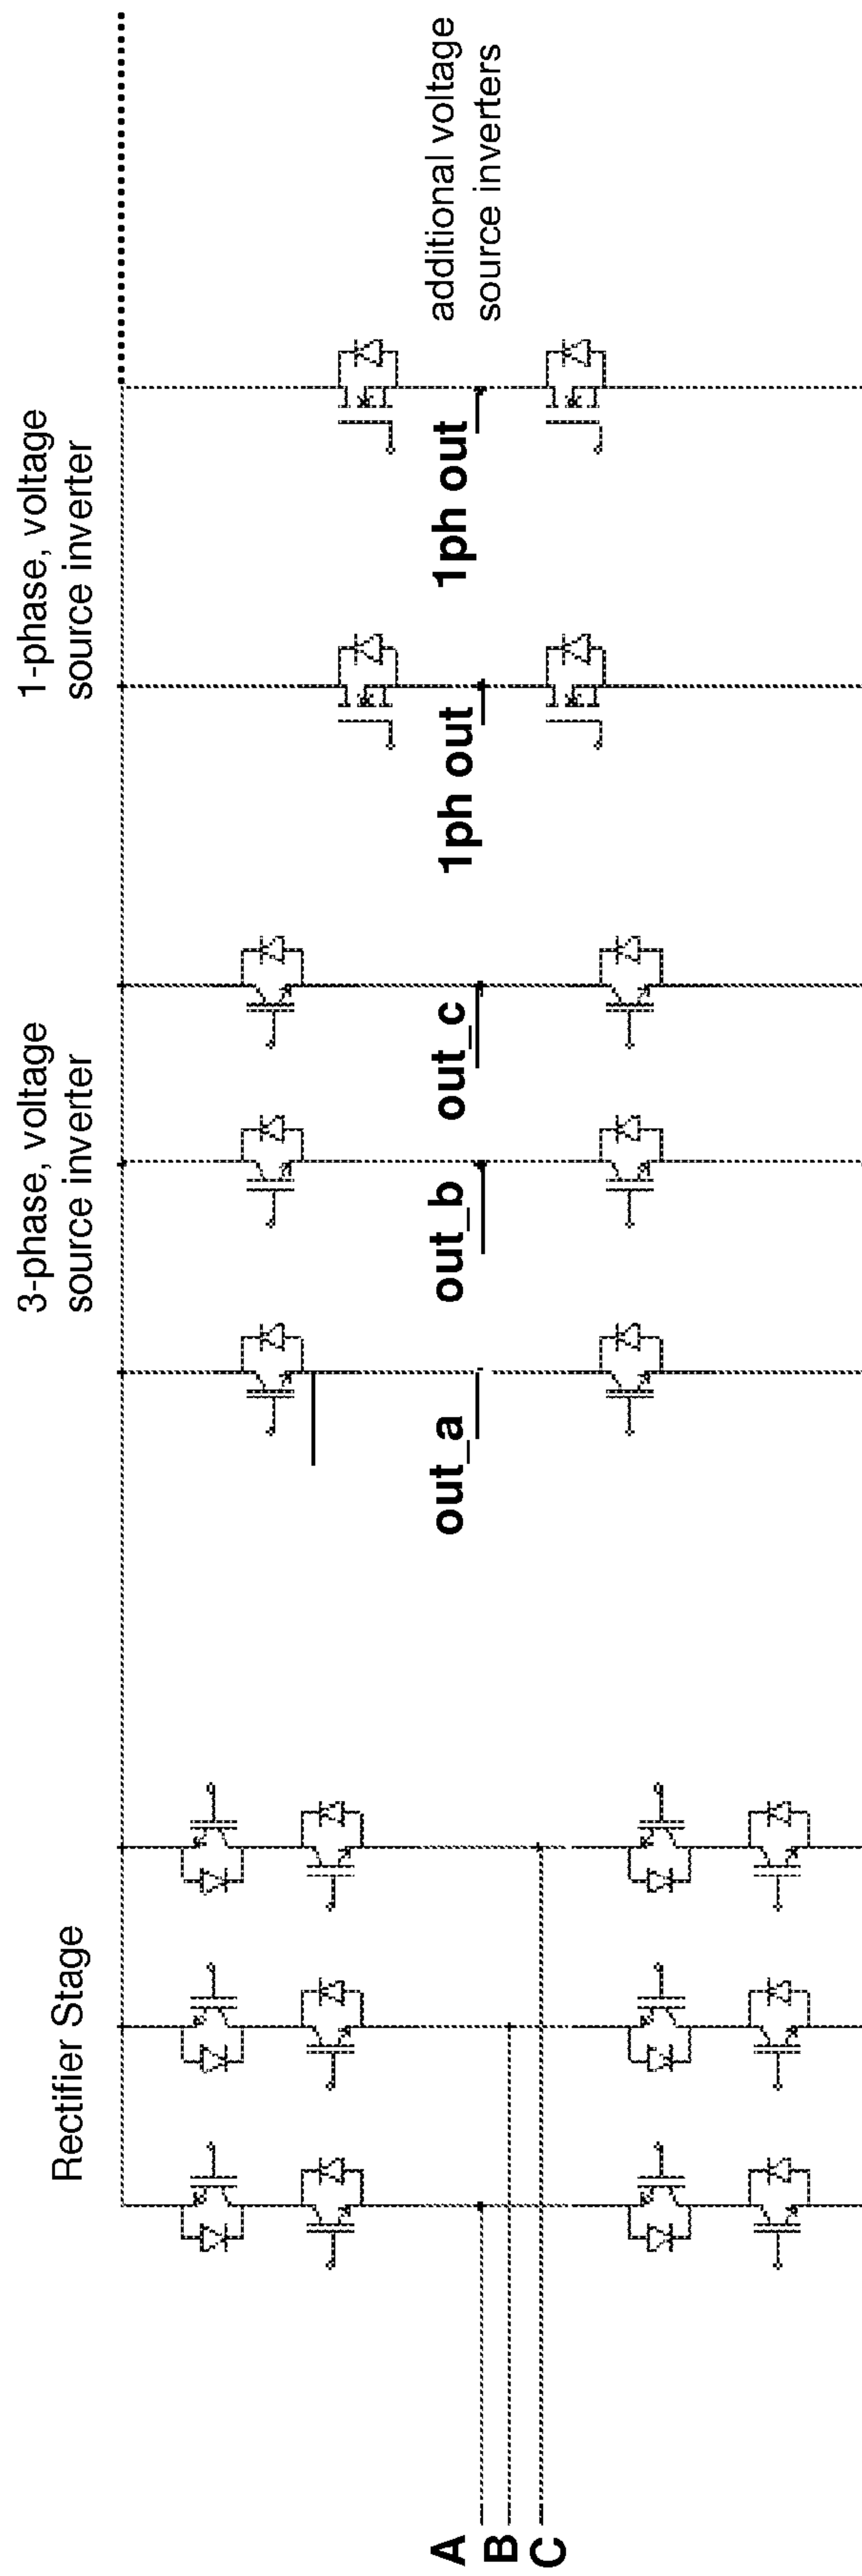 Rectifier Stage
3-phase, voltage
source inverter
1-phase, voltage
source inverter
A
B
C
out_a
out_b
out_c
1ph out
1ph out
additional voltage
source inverters